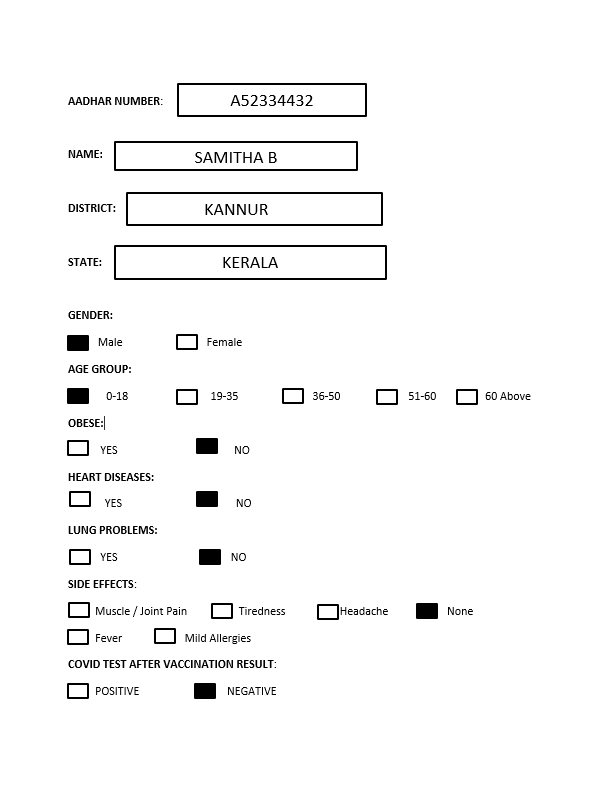 AADHAR NUMBER: A52334432
NAME: SAMITHA B
DISTRICT: KANNUR
STATE: KERALA
GENDER:
Male Female
AGE GROUP:
0-18 19-35 36-50 51-60 60 Above
OBESE:
YES NO
HEART DISEASES:
YES NO
LUNG PROBLEMS:
YES NO
SIDE EFFECTS:
Muscle / Joint Pain Tiredness Headache None
Fever Mild Allergies
COVID TEST AFTER VACCINATION RESULT:
POSITIVE NEGATIVE